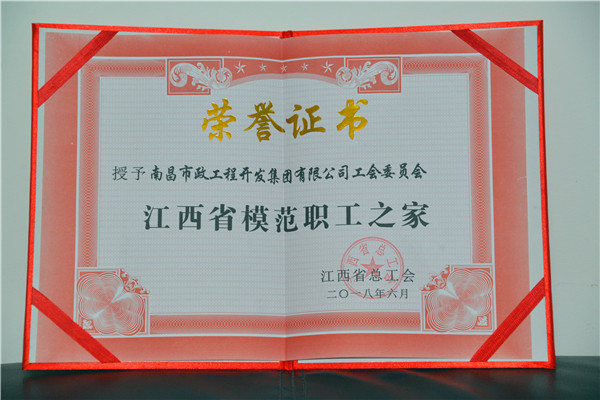 荣誉证书
授予南昌市政工程开发集团有限公司工会委员会
江西省模范职工之家
江西省总工会
二〇一八年六月